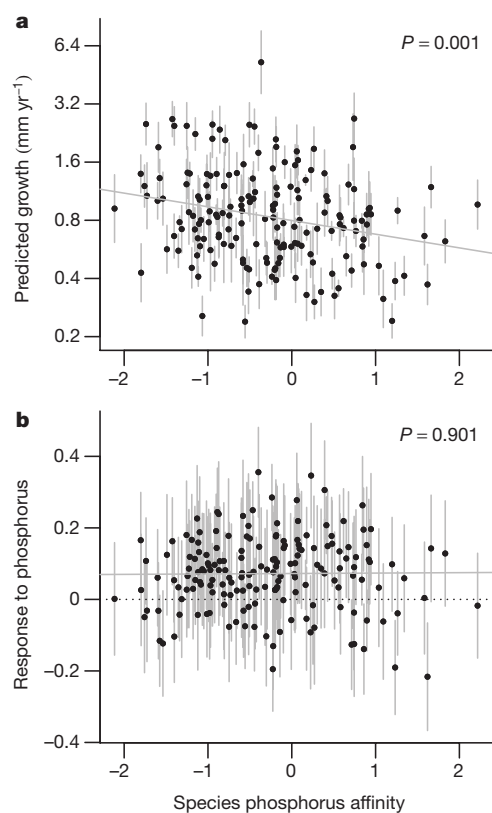 a
6.4
P = 0.001
3.2
1.6
0.8
0.4
0.2
Predicted growth (mm yr⁻¹)
−2 −1 0 1 2
b
P = 0.901
0.4
0.2
0
−0.2
−0.4
Response to phosphorus
−2 −1 0 1 2
Species phosphorus affinity